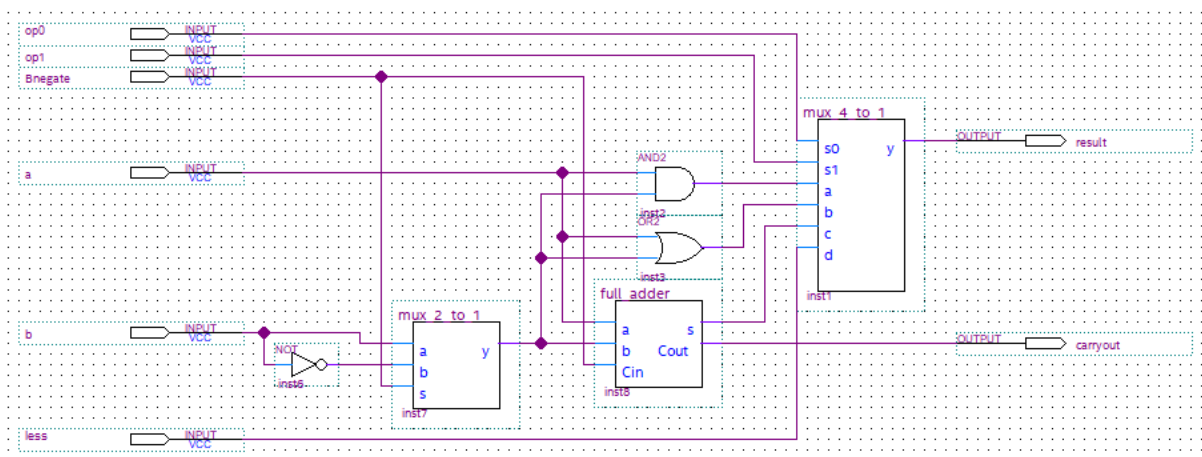 op0 INPUT VCC
op1 INPUT VCC
Bnegate INPUT VCC
mux_4_to_1
s0 y
s1
a
b
c
d
inst1
OUTPUT result
a INPUT VCC
AND2
inst2
OR2
inst3
full_adder
a s
b Cout
Cin
inst8
OUTPUT carryout
b INPUT VCC
NOT
inst6
mux_2_to_1
a y
b
s
inst7
less INPUT VCC